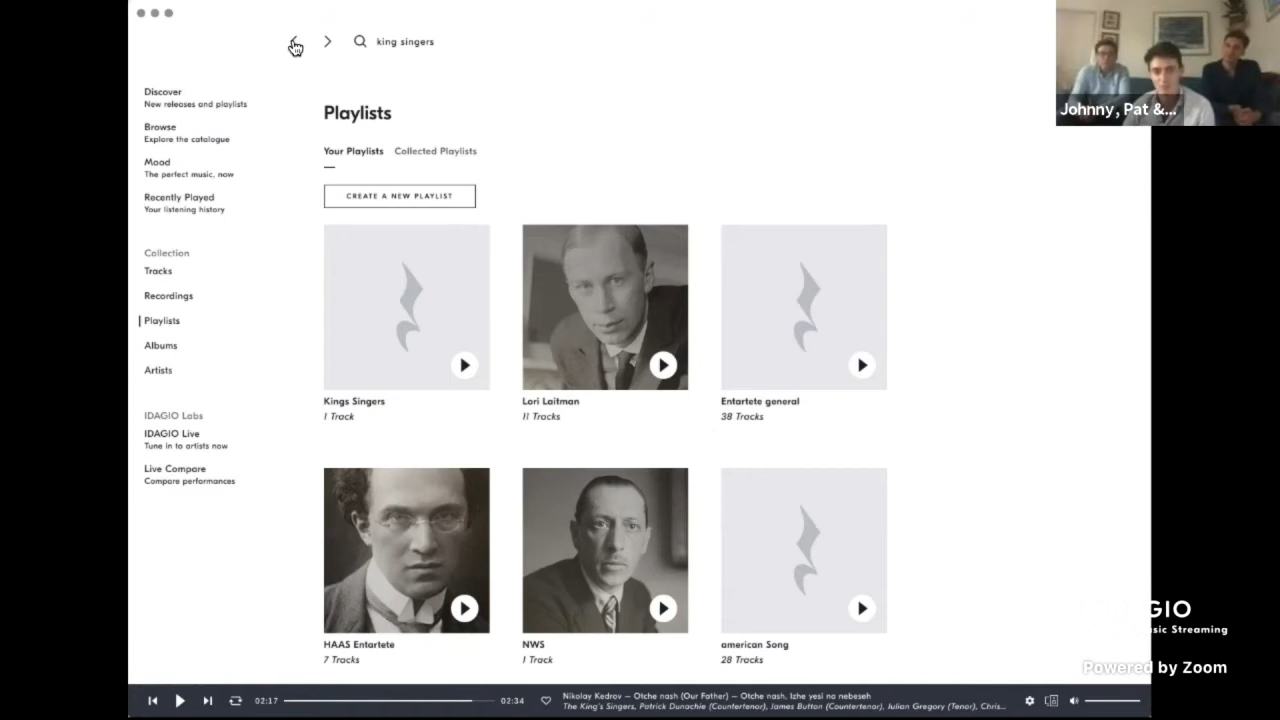 king singers
Johnny, Pat &...
Discover
New releases and playlists
Browse
Explore the catalogue
Mood
The perfect music, now
Recently Played
Your listening history
Collection
Tracks
Recordings
Playlists
Albums
Artists
IDAGIO Labs
IDAGIO Live
Tune in to artists now
Live Compare
Compare performances
Playlists
Your Playlists Collected Playlists
CREATE A NEW PLAYLIST
Kings Singers
1 Track
Lori Laitman
11 Tracks
Entartete general
38 Tracks
HAAS Entartete
7 Tracks
NWS
1 Track
american Song
28 Tracks
GIO
sic Streaming
Powered by Zoom
02:17
02:34
Nikolay Kedrov — Otche nash (Our Father) — Otche nash, Izhe yesi na nebeseh
The King's Singers, Patrick Dunachie (Countertenor), James Button (Countertenor), Julian Gregory (Tenor), Chris...